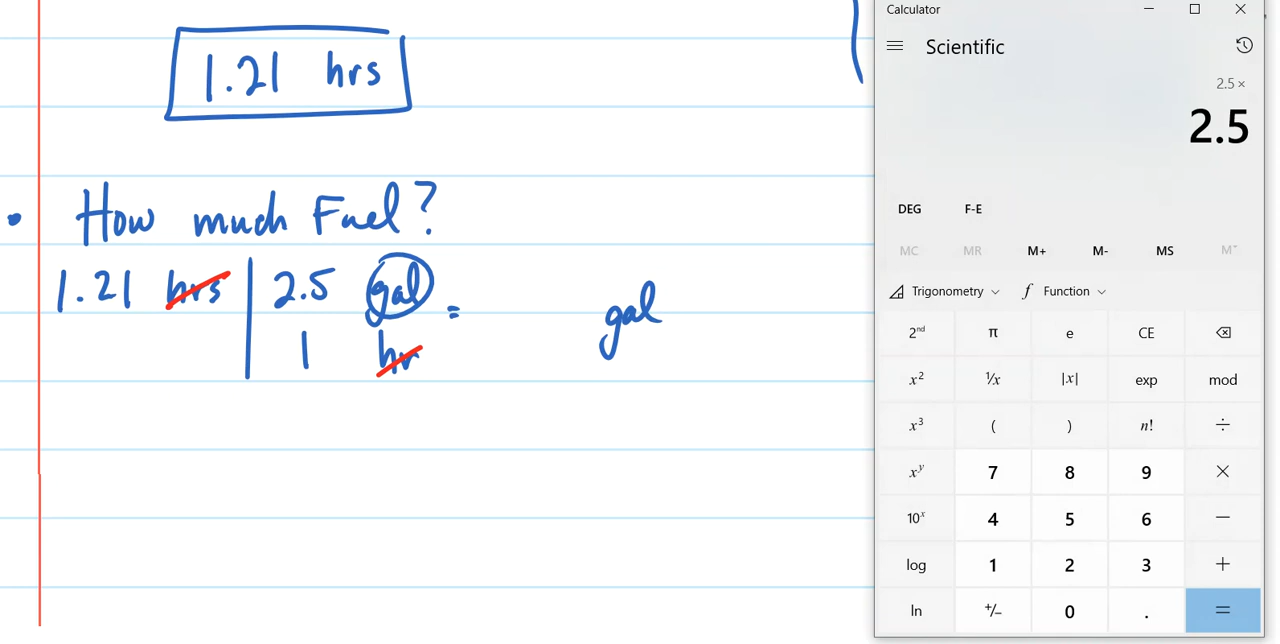 1.21 hrs
• How much Fuel?
1.21 hrs | 2.5 gal = gal
1 hr
Calculator
Scientific
2.5 ×
2.5
DEG F-E
MC MR M+ M- MS M˅
Trigonometry f Function
2ⁿᵈ π e CE
x² ¹/x |x| exp mod
x³ ( ) n! ÷
xʸ 7 8 9 ×
10ˣ 4 5 6 −
log 1 2 3 +
ln +/− 0 . =